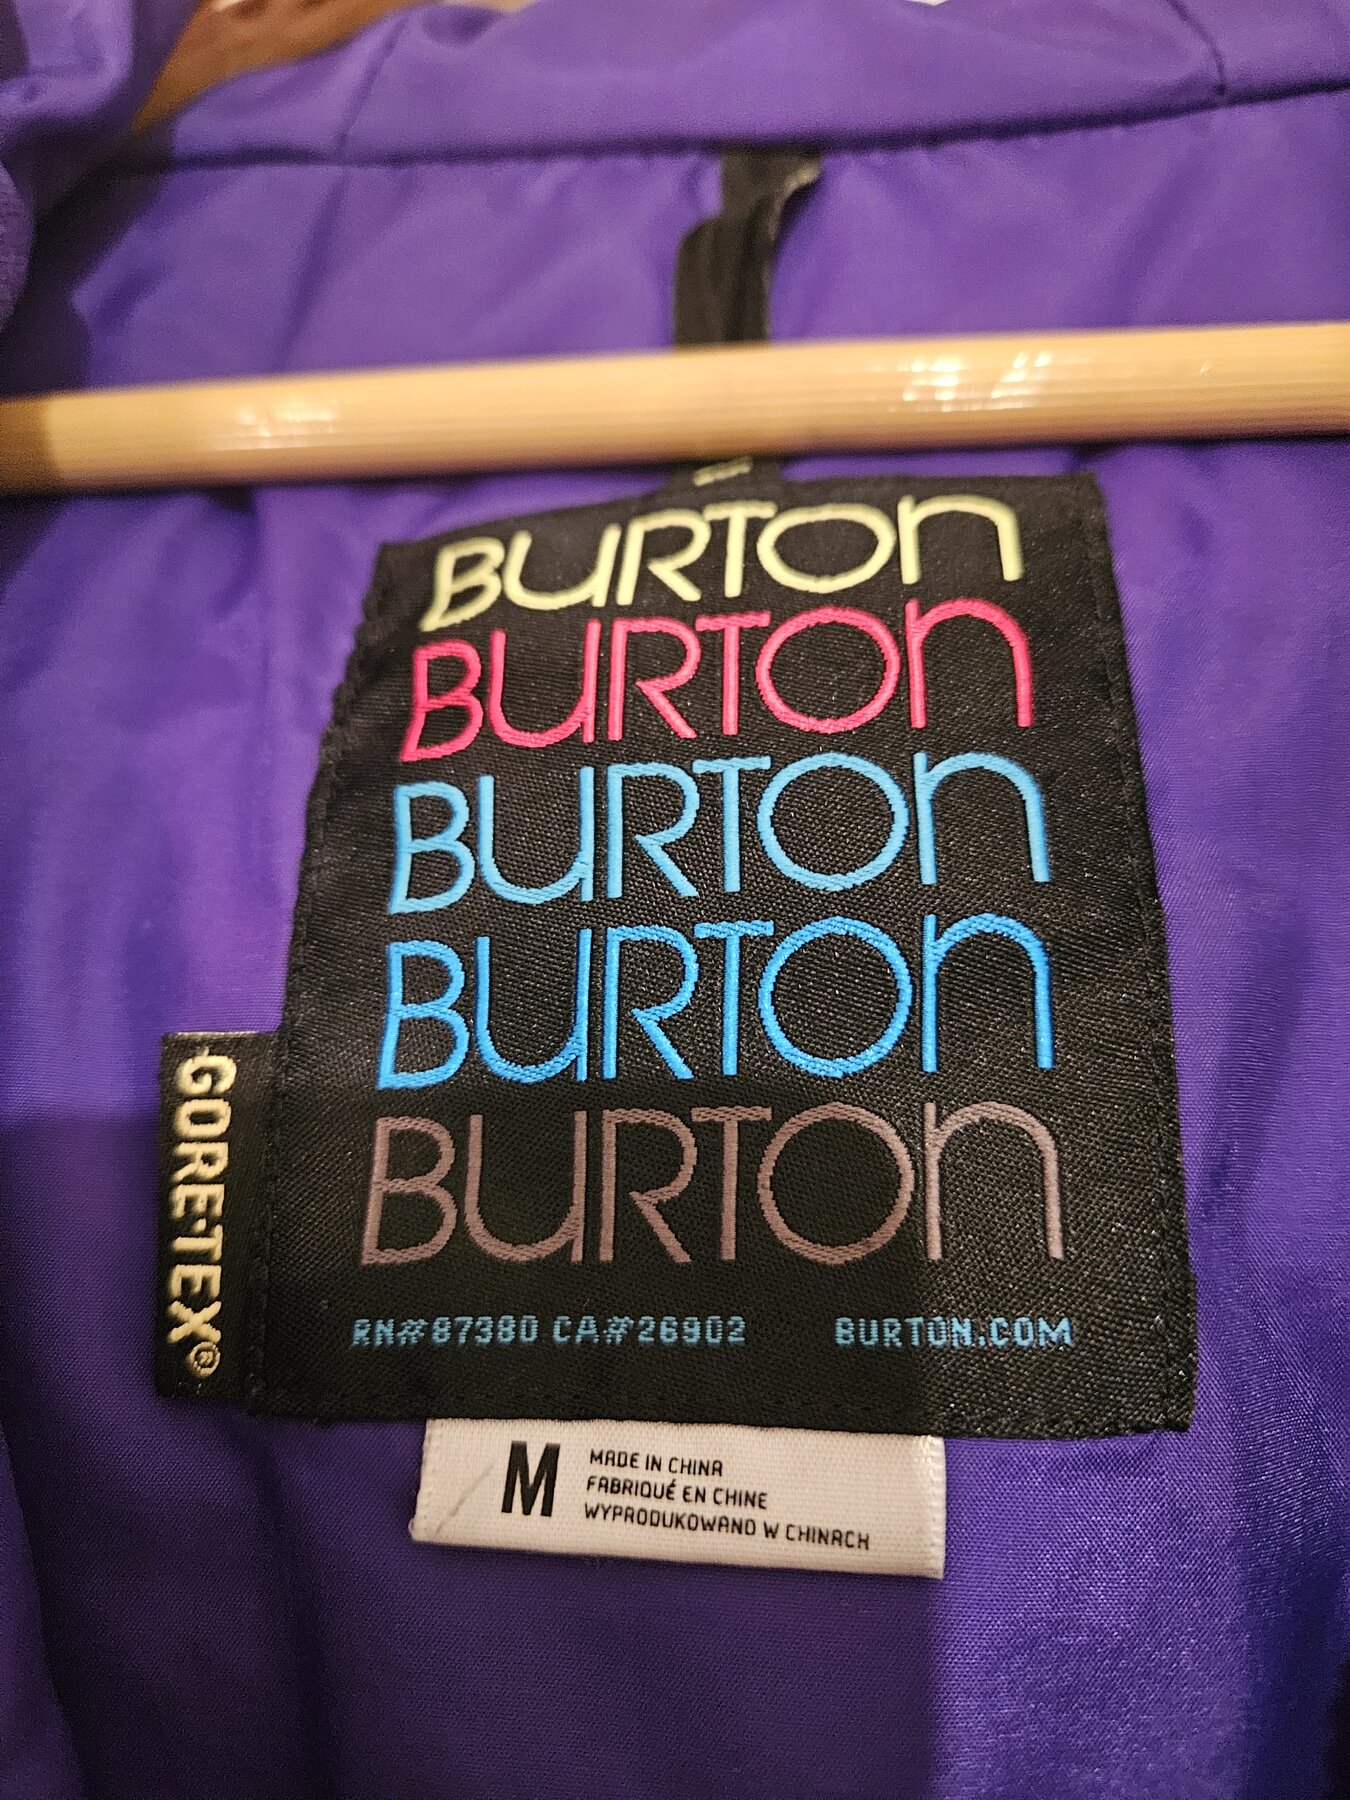 BURTON
BURTON
BURTON
BURTON
BURTON
RN#87380 CA#26902 BURTON.COM
GORE-TEX®
M
MADE IN CHINA
FABRIQUÉ EN CHINE
WYPRODUKOWANO W CHINACH